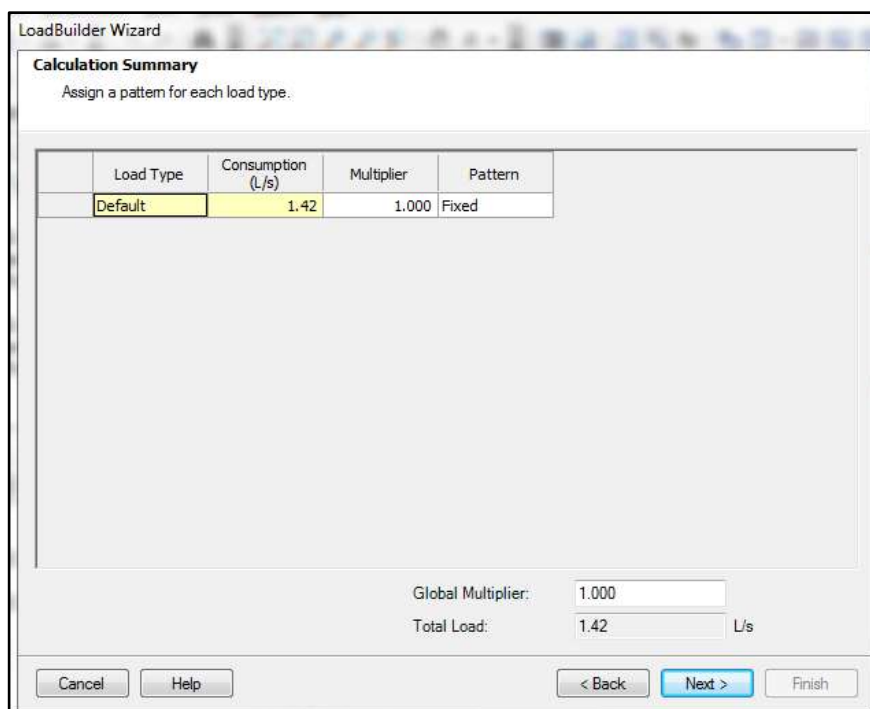 LoadBuilder Wizard
Calculation Summary
Assign a pattern for each load type.
Load Type Consumption (L/s) Multiplier Pattern
Default 1.42 1.000 Fixed
Global Multiplier: 1.000
Total Load: 1.42 L/s
Cancel Help < Back Next > Finish